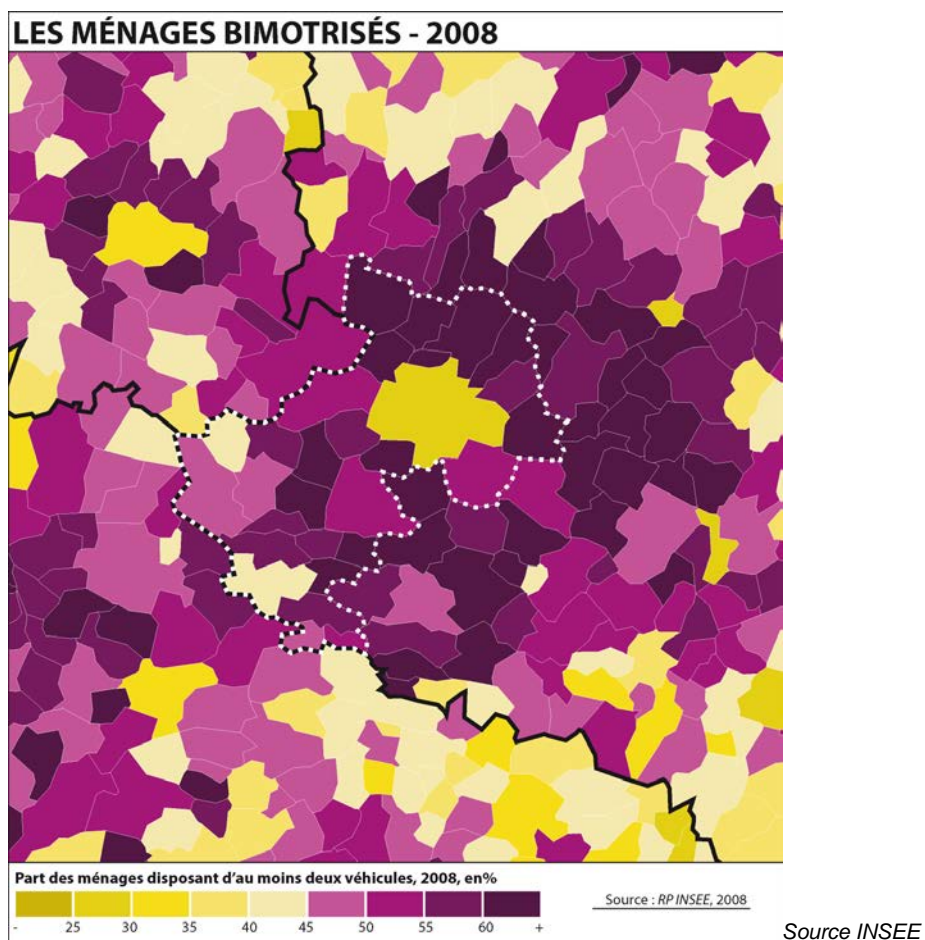 LES MÉNAGES BIMOTRISÉS - 2008
Part des ménages disposant d'au moins deux véhicules, 2008, en%
- 25 30 35 40 45 50 55 60 +
Source : RP INSEE, 2008
Source INSEE